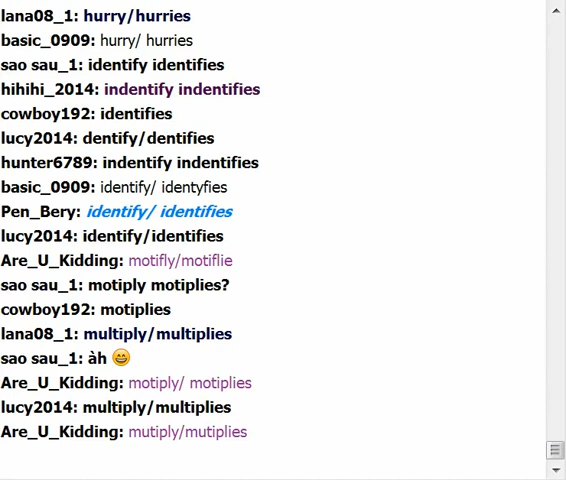 lana08_1: hurry/hurries
basic_0909: hurry/ hurries
sao sau_1: identify identifies
hihihi_2014: indentify indentifies
cowboy192: identifies
lucy2014: dentify/dentifies
hunter6789: indentify indentifies
basic_0909: identify/ identyfies
Pen_Bery: identify/ identifies
lucy2014: identify/identifies
Are_U_Kidding: motifly/motiflie
sao sau_1: motiply motiplies?
cowboy192: motiplies
lana08_1: multiply/multiplies
sao sau_1: àh 😄
Are_U_Kidding: motiply/ motiplies
lucy2014: multiply/multiplies
Are_U_Kidding: mutiply/mutiplies